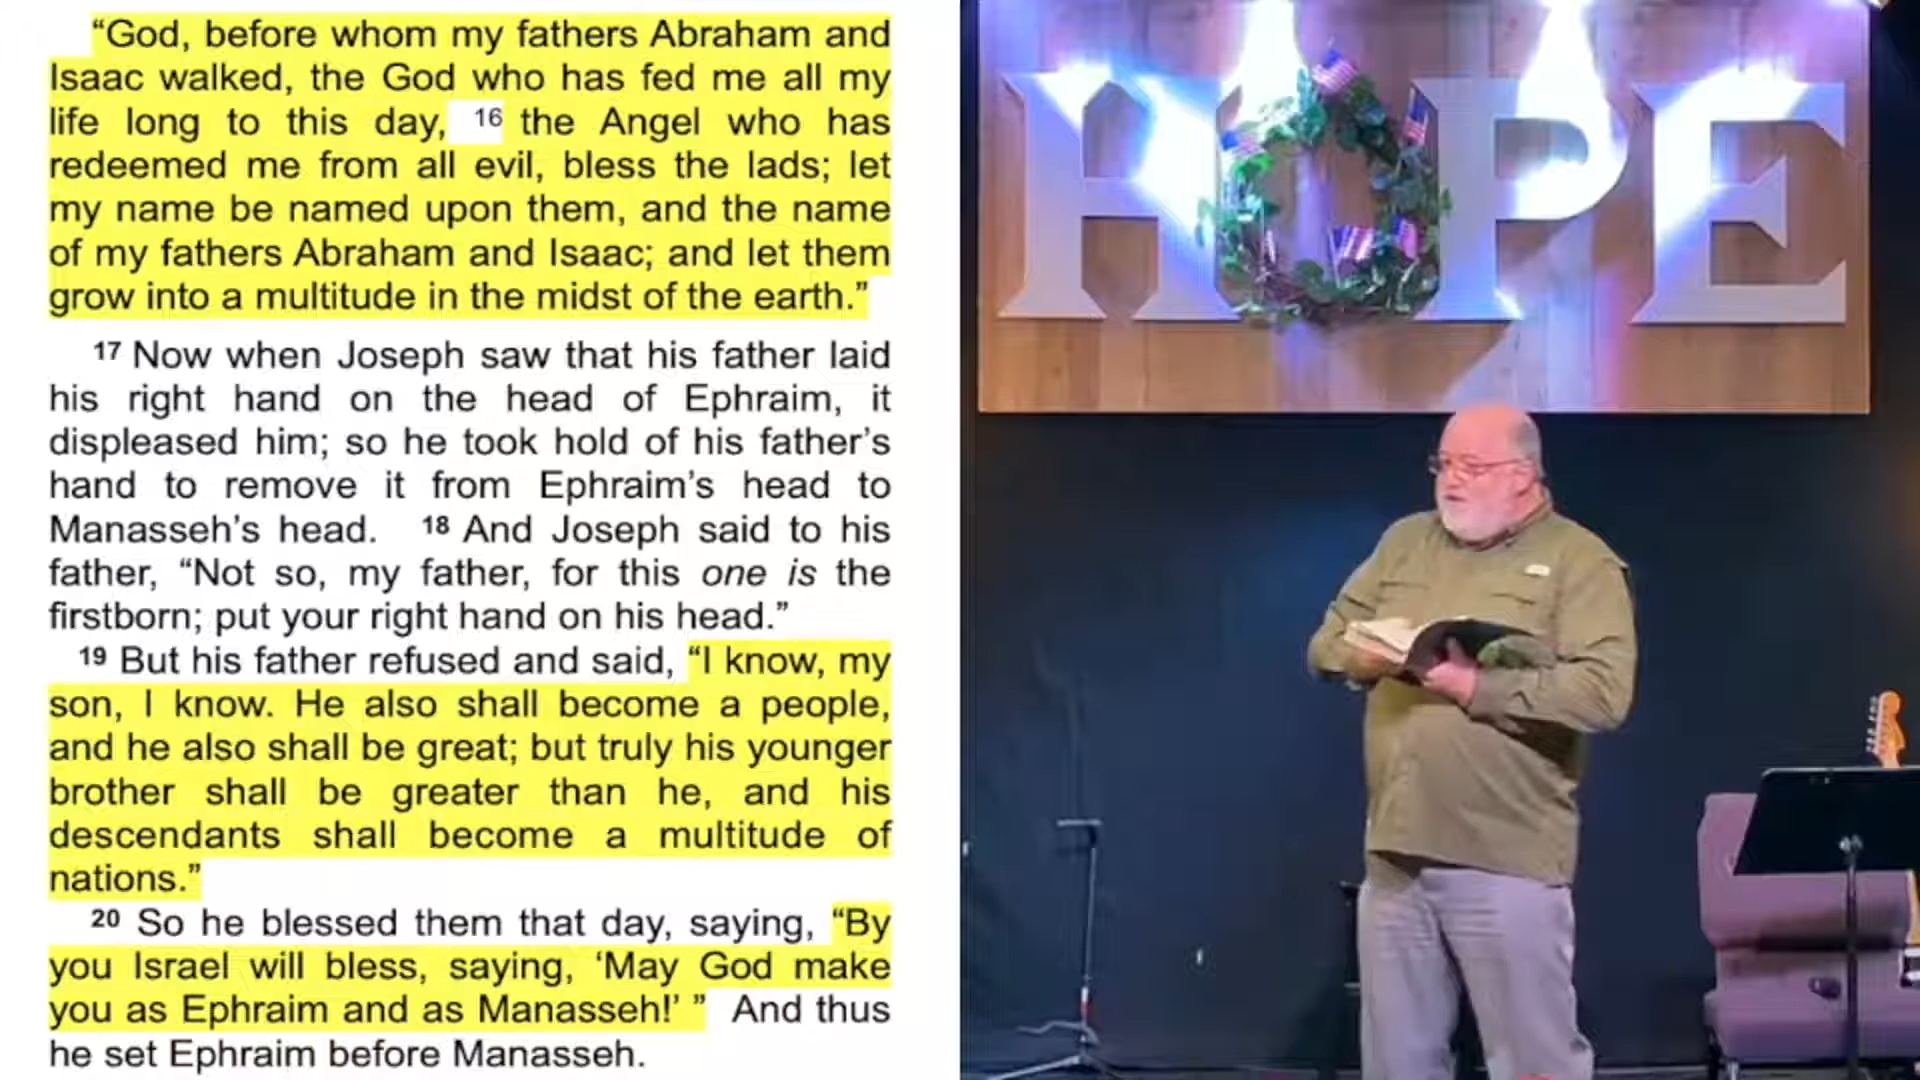 “God, before whom my fathers Abraham and
Isaac walked, the God who has fed me all my
life long to this day, 16 the Angel who has
redeemed me from all evil, bless the lads; let
my name be named upon them, and the name
of my fathers Abraham and Isaac; and let them
grow into a multitude in the midst of the earth.”
17 Now when Joseph saw that his father laid
his right hand on the head of Ephraim, it
displeased him; so he took hold of his father’s
hand to remove it from Ephraim’s head to
Manasseh’s head. 18 And Joseph said to his
father, “Not so, my father, for this one is the
firstborn; put your right hand on his head.”
19 But his father refused and said, “I know, my
son, I know. He also shall become a people,
and he also shall be great; but truly his younger
brother shall be greater than he, and his
descendants shall become a multitude of
nations.”
20 So he blessed them that day, saying, “By
you Israel will bless, saying, ‘May God make
you as Ephraim and as Manasseh!’ ” And thus
he set Ephraim before Manasseh.
HOPE